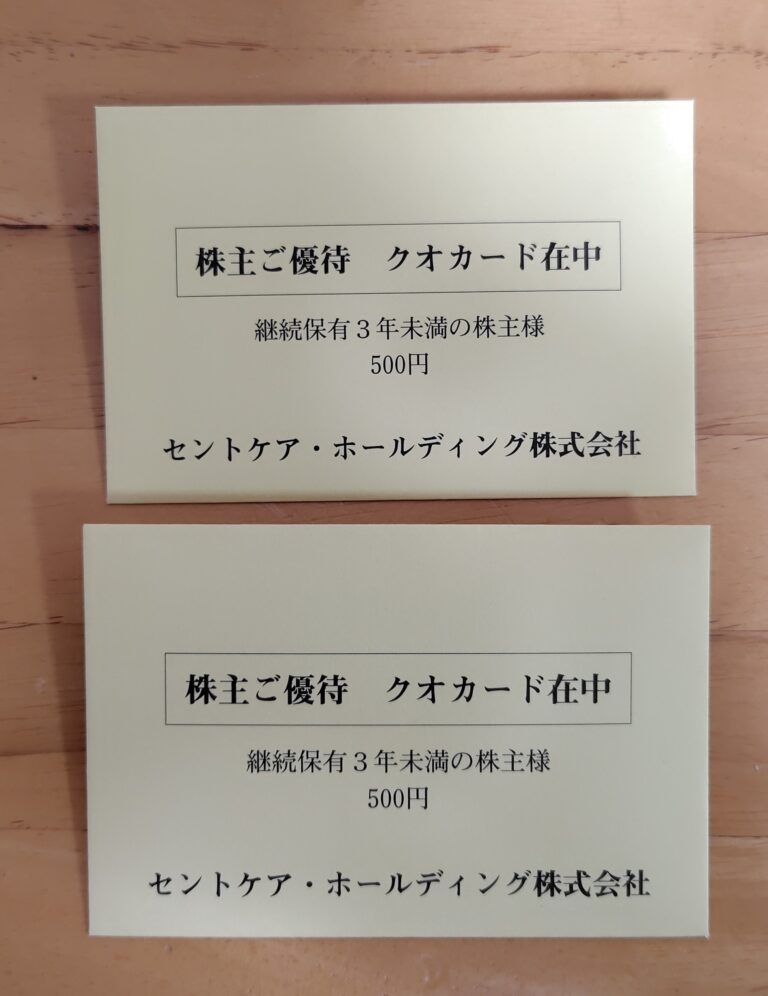 株主ご優待　クオカード在中
継続保有３年未満の株主様
500円
セントケア・ホールディング株式会社
株主ご優待　クオカード在中
継続保有３年未満の株主様
500円
セントケア・ホールディング株式会社